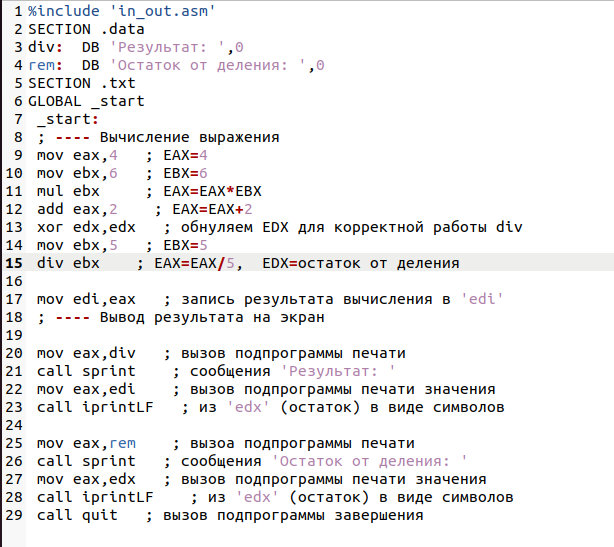 1 %include 'in_out.asm'
2 SECTION .data
3 div:  DB 'Результат: ',0
4 rem:  DB 'Остаток от деления: ',0
5 SECTION .txt
6 GLOBAL _start
7  _start:
8  ; ---- Вычисление выражения
9  mov eax,4   ; EAX=4
10  mov ebx,6   ; EBX=6
11  mul ebx     ; EAX=EAX*EBX
12  add eax,2    ; EAX=EAX+2
13  xor edx,edx   ; обнуляем EDX для корректной работы div
14  mov ebx,5   ; EBX=5
15  div ebx    ; EAX=EAX/5,  EDX=остаток от деления
16
17  mov edi,eax   ; запись результата вычисления в 'edi'
18  ; ---- Вывод результата на экран
19
20  mov eax,div   ; вызов подпрограммы печати
21  call sprint    ; сообщения 'Результат: '
22  mov eax,edi    ; вызов подпрограммы печати значения
23  call iprintLF   ; из 'edx' (остаток) в виде символов
24
25  mov eax,rem    ; вызоа подпрограммы печати
26  call sprint   ; сообщения 'Остаток от деления: '
27  mov eax,edx   ; вызов подпрограммы печати значения
28  call iprintLF    ; из 'edx' (остаток) в виде символов
29  call quit   ; вызов подпрограммы завершения